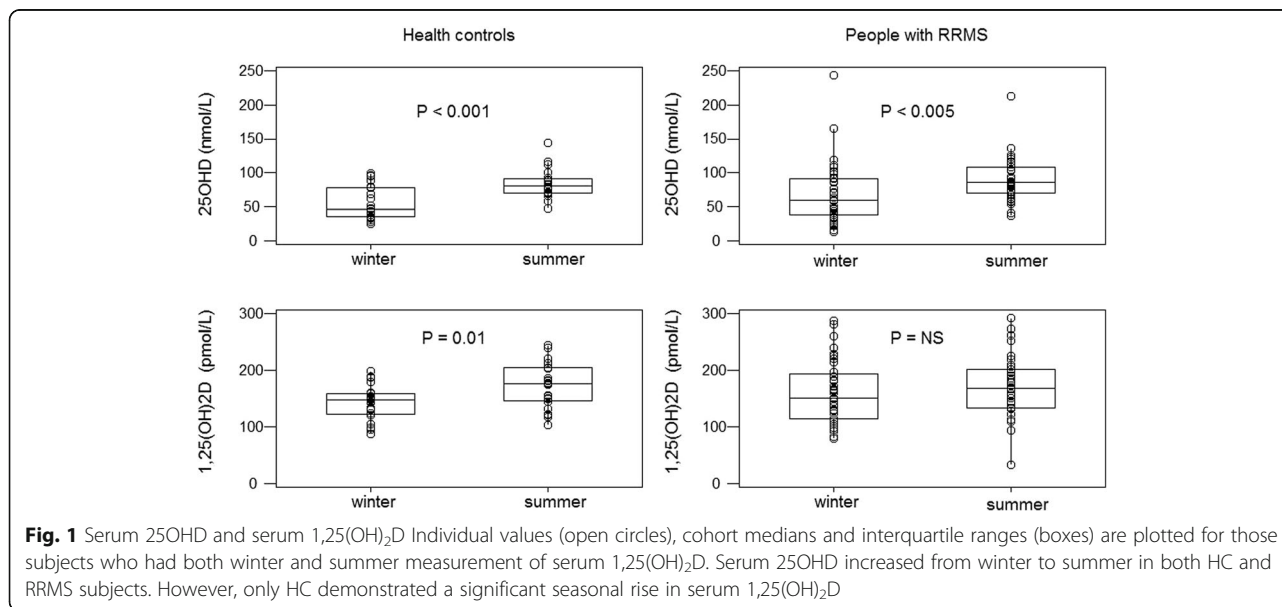 Health controls
People with RRMS
25OHD (nmol/L)
250
200
150
100
50
0
P < 0.001
winter
summer
25OHD (nmol/L)
250
200
150
100
50
0
P < 0.005
winter
summer
1,25(OH)2D (pmol/L)
300
200
100
0
P = 0.01
winter
summer
1,25(OH)2D (pmol/L)
300
200
100
0
P = NS
winter
summer
Fig. 1 Serum 25OHD and serum 1,25(OH)₂D Individual values (open circles), cohort medians and interquartile ranges (boxes) are plotted for those
subjects who had both winter and summer measurement of serum 1,25(OH)₂D. Serum 25OHD increased from winter to summer in both HC and
RRMS subjects. However, only HC demonstrated a significant seasonal rise in serum 1,25(OH)₂D